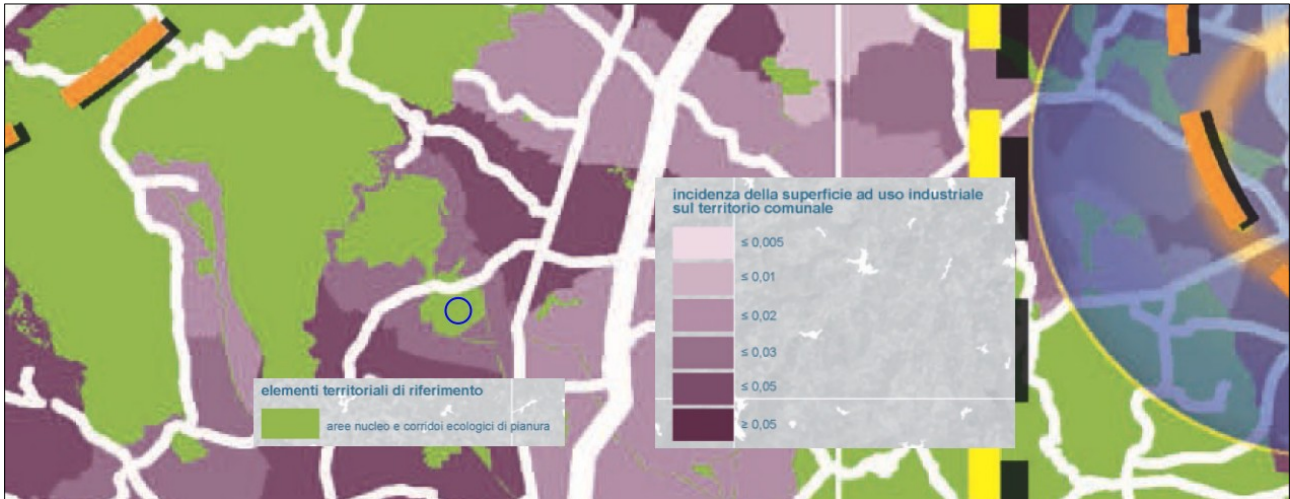 incidenza della superficie ad uso industriale
sul territorio comunale
≤ 0,005
≤ 0,01
≤ 0,02
≤ 0,03
≤ 0,05
≥ 0,05
elementi territoriali di riferimento
aree nucleo e corridoi ecologici di pianura